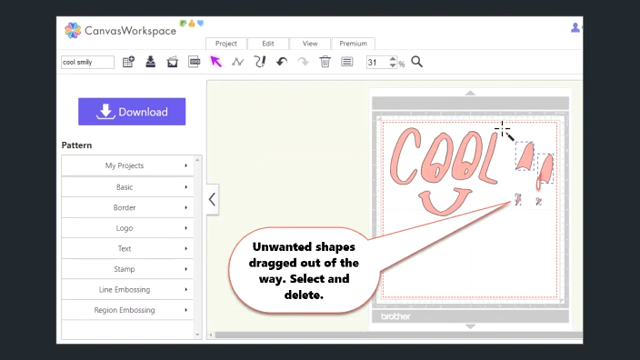 CanvasWorkspace
Project Edit View Premium
cool smily
31 %
Download
Pattern
My Projects
Basic
Border
Logo
Text
Stamp
Line Embossing
Region Embossing
COOL
Unwanted shapes
dragged out of the
way. Select and
delete.
brother